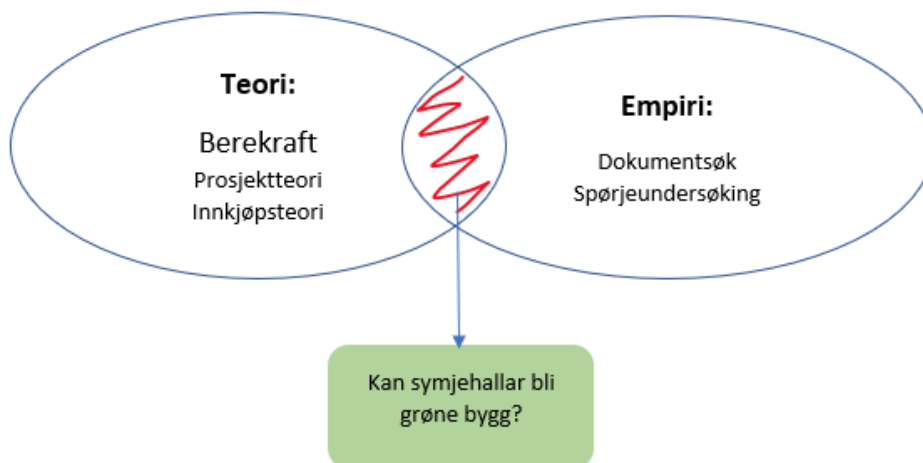 Teori:
Berekraft
Prosjektteori
Innkjøpsteori
Empiri:
Dokumentsøk
Spørjeundersøking
Kan symjehallar bli
grøne bygg?